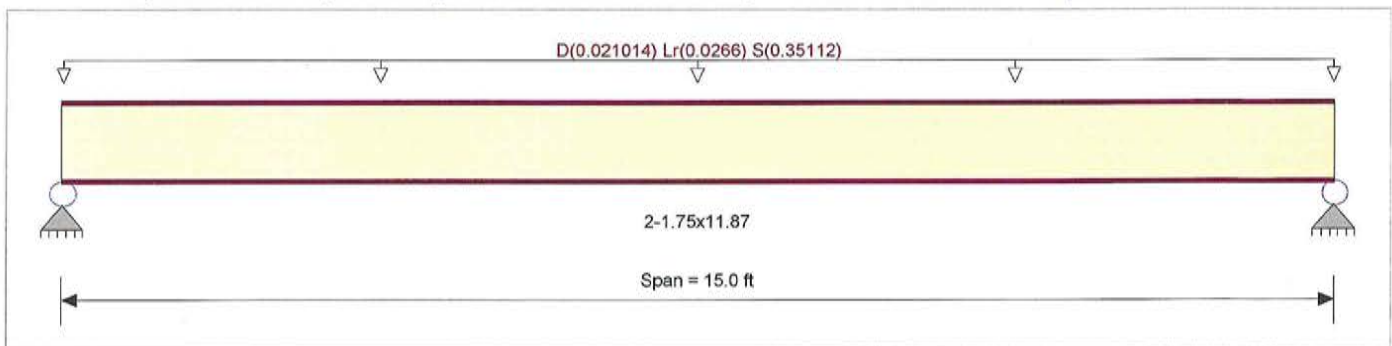 D(0.021014) Lr(0.0266) S(0.35112)
2-1.75x11.87
Span = 15.0 ft